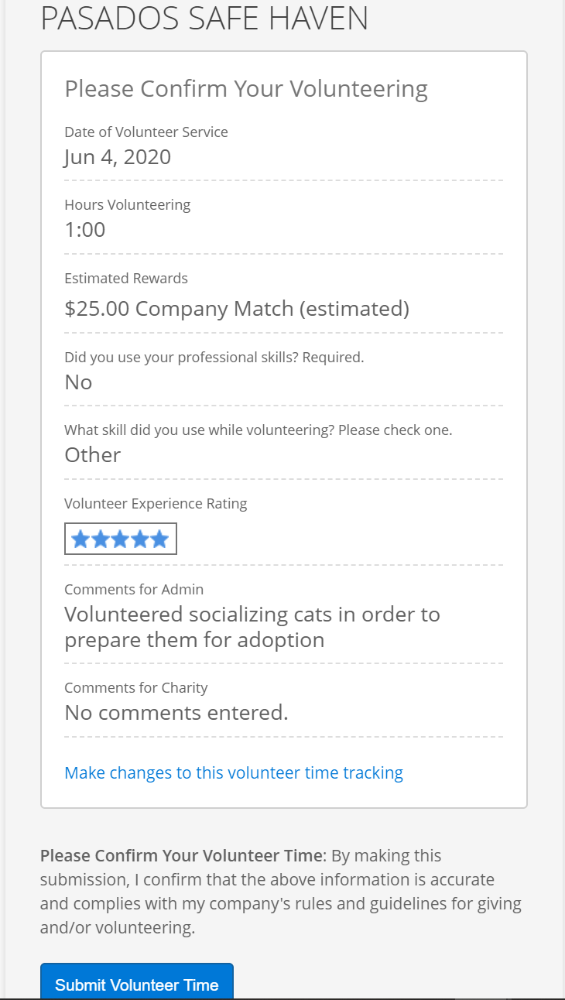 PASADOS SAFE HAVEN
Please Confirm Your Volunteering
Date of Volunteer Service
Jun 4, 2020
Hours Volunteering
1:00
Estimated Rewards
$25.00 Company Match (estimated)
Did you use your professional skills? Required.
No
What skill did you use while volunteering? Please check one.
Other
Volunteer Experience Rating
Comments for Admin
Volunteered socializing cats in order to
prepare them for adoption
Comments for Charity
No comments entered.
Make changes to this volunteer time tracking
Please Confirm Your Volunteer Time: By making this
submission, I confirm that the above information is accurate
and complies with my company's rules and guidelines for giving
and/or volunteering.
Submit Volunteer Time